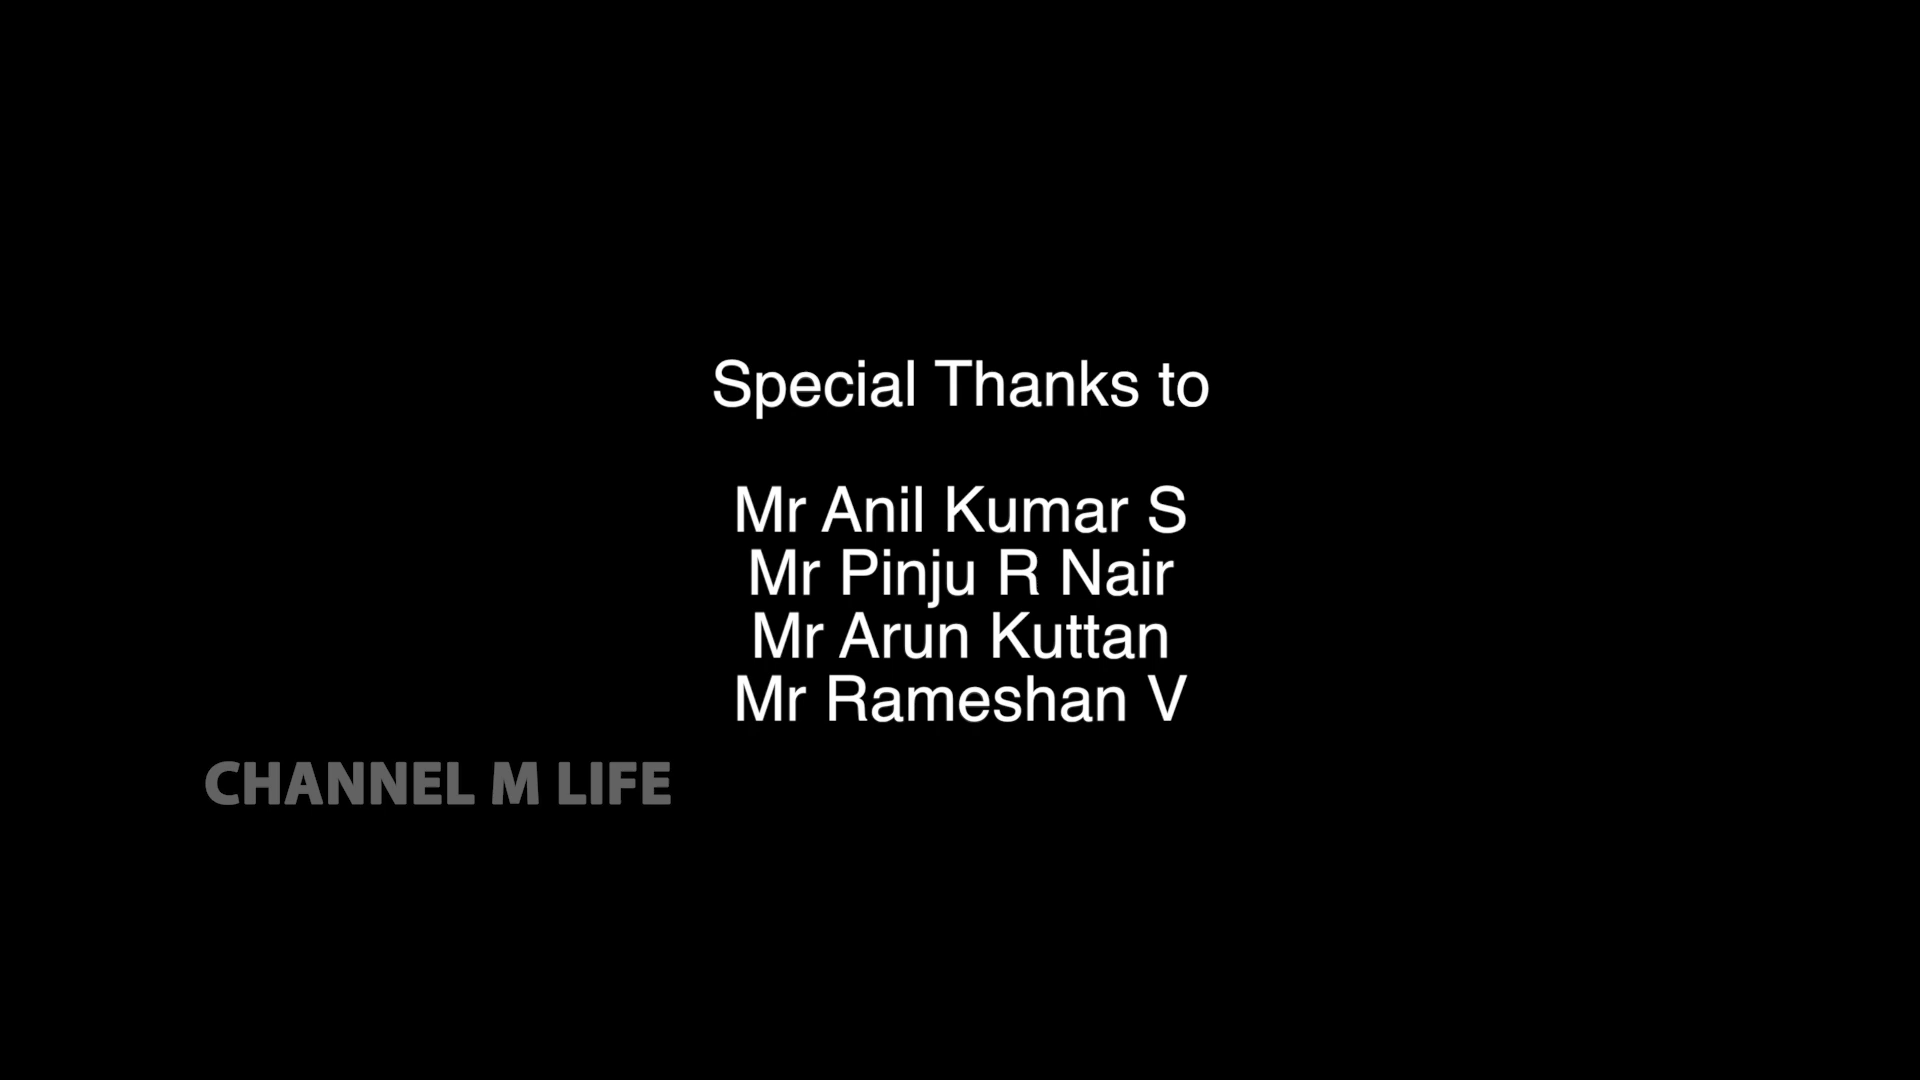 Special Thanks to
Mr Anil Kumar S
Mr Pinju R Nair
Mr Arun Kuttan
Mr Rameshan V
CHANNEL M LIFE